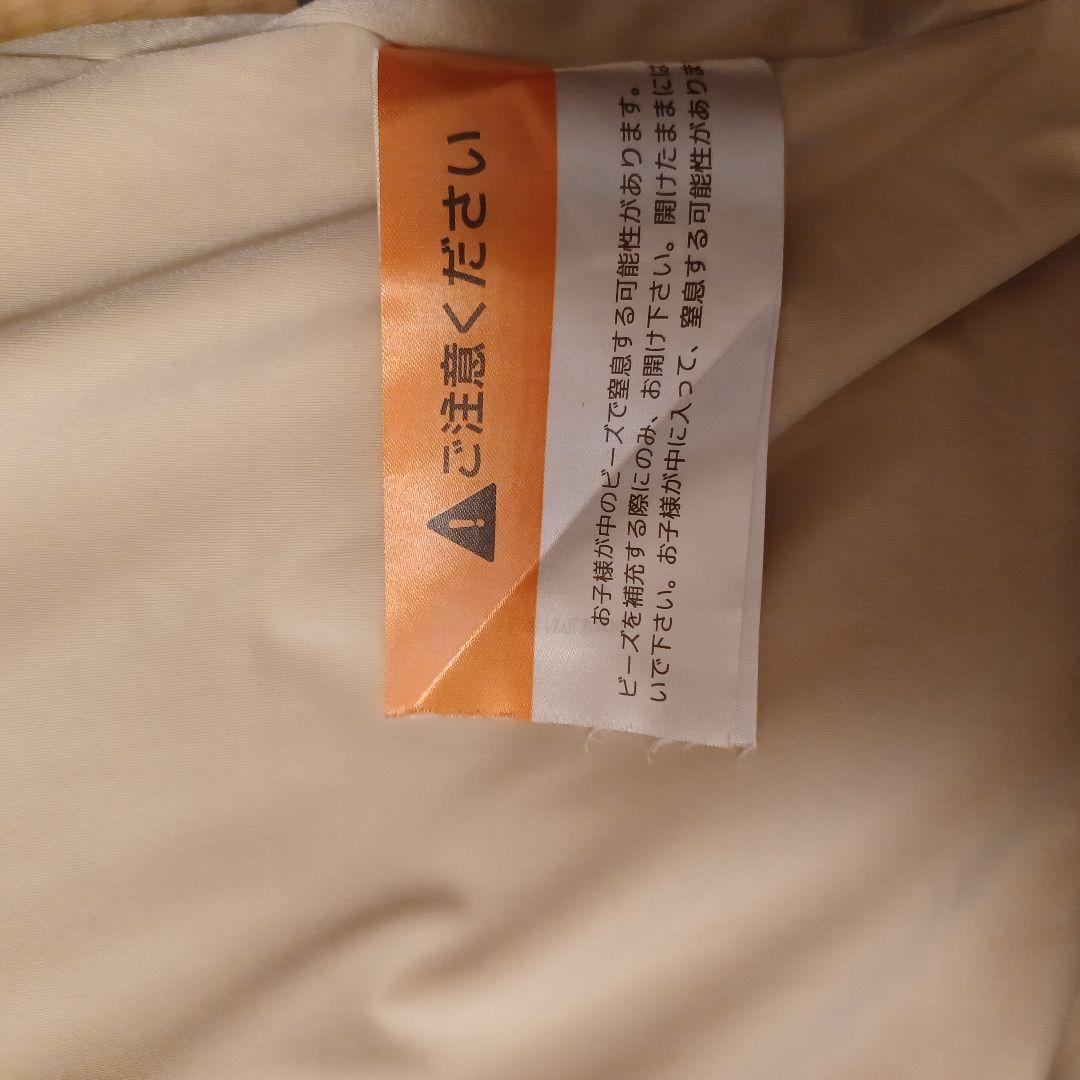 ご注意ください
お子様が中のビーズで窒息する可能性があります。
ビーズを補充する際にのみ、お開け下さい。開けたままには
いで下さい。お子様が中に入って、窒息する可能性がありま